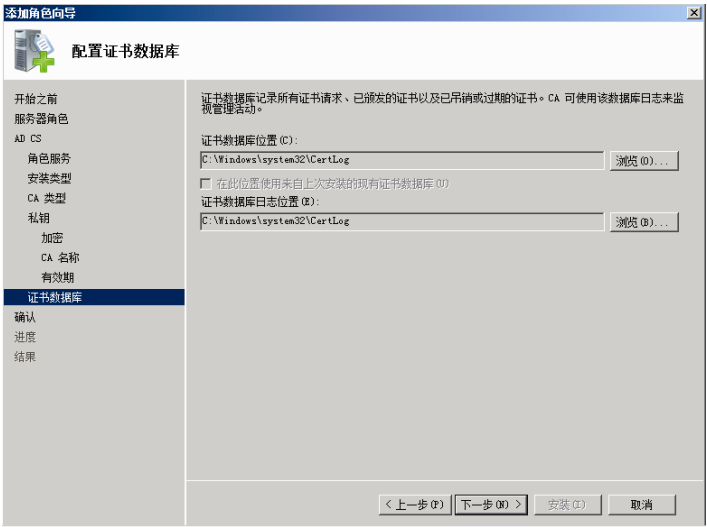 添加角色向导
配置证书数据库
开始之前
服务器角色
AD CS
角色服务
安装类型
CA 类型
私钥
加密
CA 名称
有效期
证书数据库
确认
进度
结果
证书数据库记录所有证书请求、已颁发的证书以及已吊销或过期的证书。CA 可使用该数据库日志来监
视管理活动。
证书数据库位置(C):
C:\Windows\system32\CertLog
浏览(O)...
在此位置使用来自上次安装的现有证书数据库(U)
证书数据库日志位置(E):
C:\Windows\system32\CertLog
浏览(B)...
< 上一步(P)
下一步(N) >
安装(I)
取消